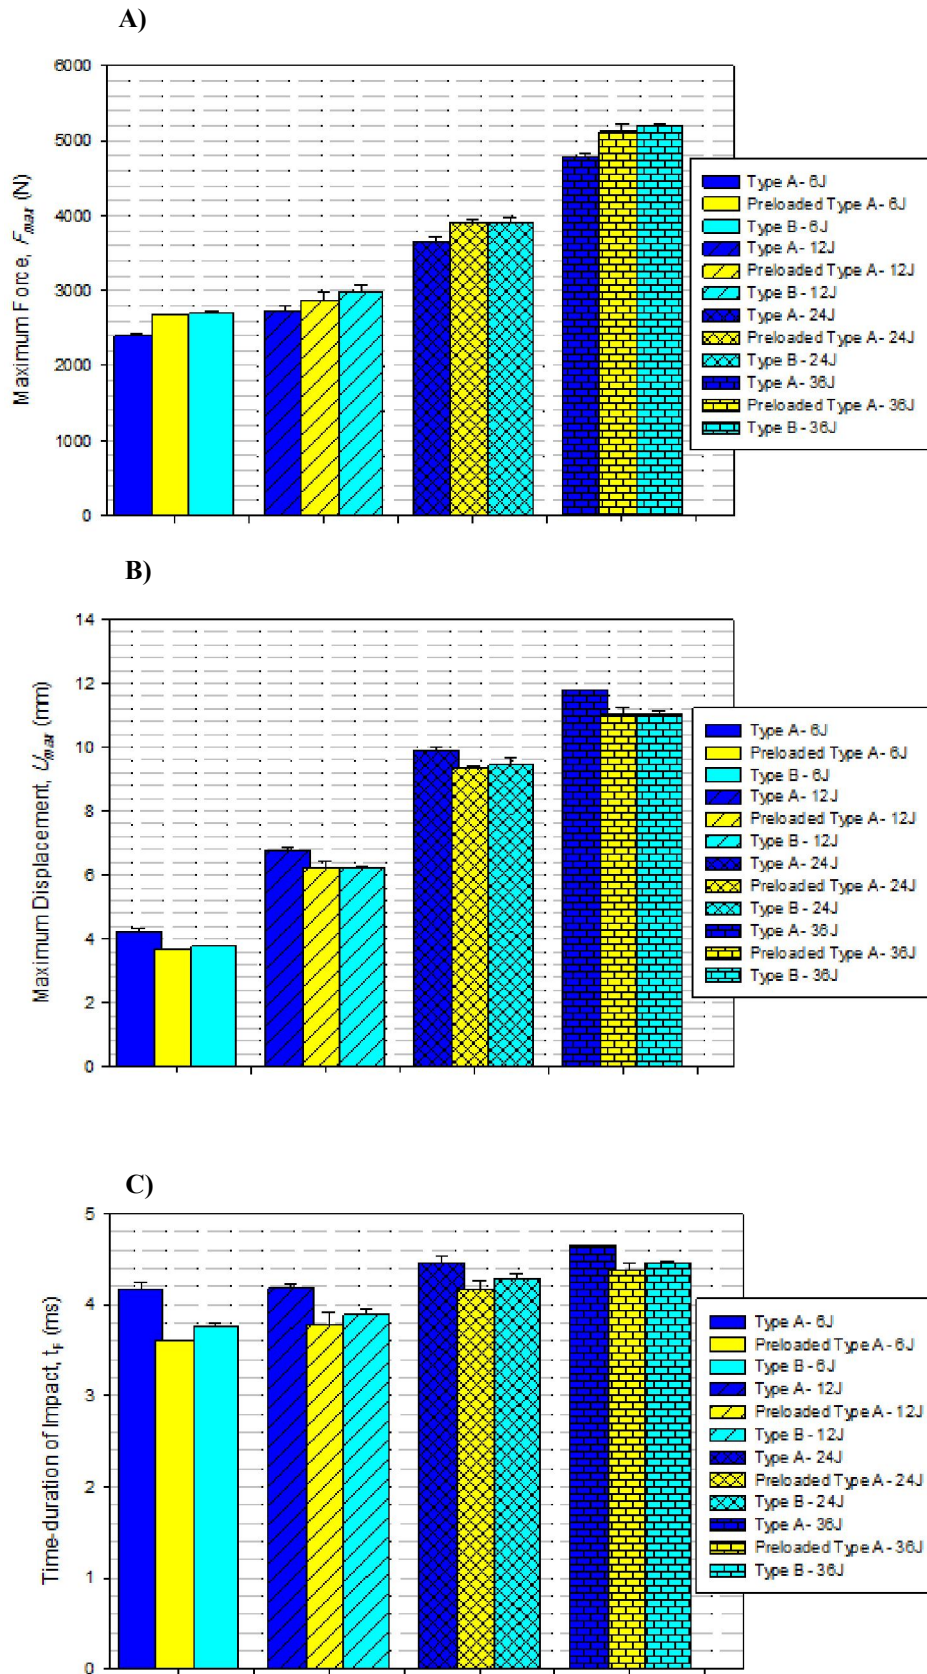 A)
6000
5000
4000
3000
2000
1000
0
Maximum Force, Fmax (N)
Type A - 6J
Preloaded Type A - 6J
Type B - 6J
Type A - 12J
Preloaded Type A - 12J
Type B - 12J
Type A - 24J
Preloaded Type A - 24J
Type B - 24J
Type A - 36J
Preloaded Type A - 36J
Type B - 36J
B)
14
12
10
8
6
4
2
0
Maximum Displacement, Umax (mm)
Type A - 6J
Preloaded Type A - 6J
Type B - 6J
Type A - 12J
Preloaded Type A - 12J
Type B - 12J
Type A - 24J
Preloaded Type A - 24J
Type B - 24J
Type A - 36J
Preloaded Type A - 36J
Type B - 36J
C)
5
4
3
2
1
0
Time-duration of Impact, tF (ms)
Type A - 6J
Preloaded Type A - 6J
Type B - 6J
Type A - 12J
Preloaded Type A - 12J
Type B - 12J
Type A - 24J
Preloaded Type A - 24J
Type B - 24J
Type A - 36J
Preloaded Type A - 36J
Type B - 36J